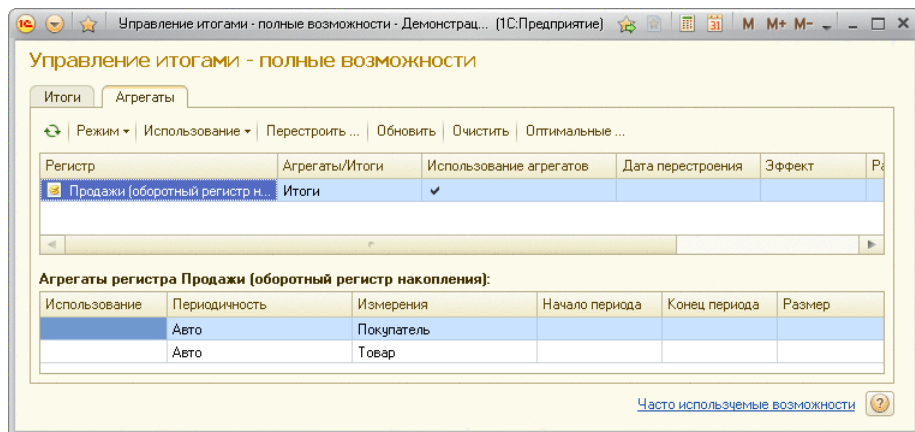 Управление итогами - полные возможности - Демонстрац... (1С:Предприятие) M M+ M-
Управление итогами - полные возможности
Итоги Агрегаты
Режим Использование Перестроить ... Обновить Очистить Оптимальные ...
Регистр Агрегаты/Итоги Использование агрегатов Дата перестроения Эффект Ра
Продажи (оборотный регистр н... Итоги
Агрегаты регистра Продажи (оборотный регистр накопления):
Использование Периодичность Измерения Начало периода Конец периода Размер
Авто Покупатель
Авто Товар
Часто используемые возможности ?